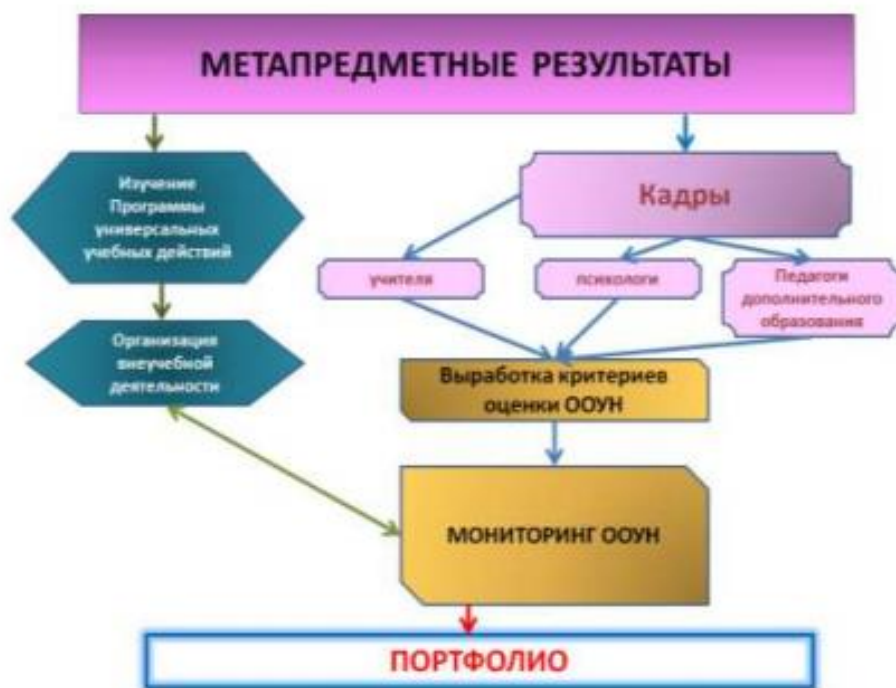 МЕТАПРЕДМЕТНЫЕ РЕЗУЛЬТАТЫ
Изучение
Программы
универсальных
учебных действий
Кадры
учителя
психологи
Педагоги
дополнительного
образования
Организация
внеучебной
деятельности
Выработка критериев
оценки ООУН
МОНИТОРИНГ ООУН
ПОРТФОЛИО